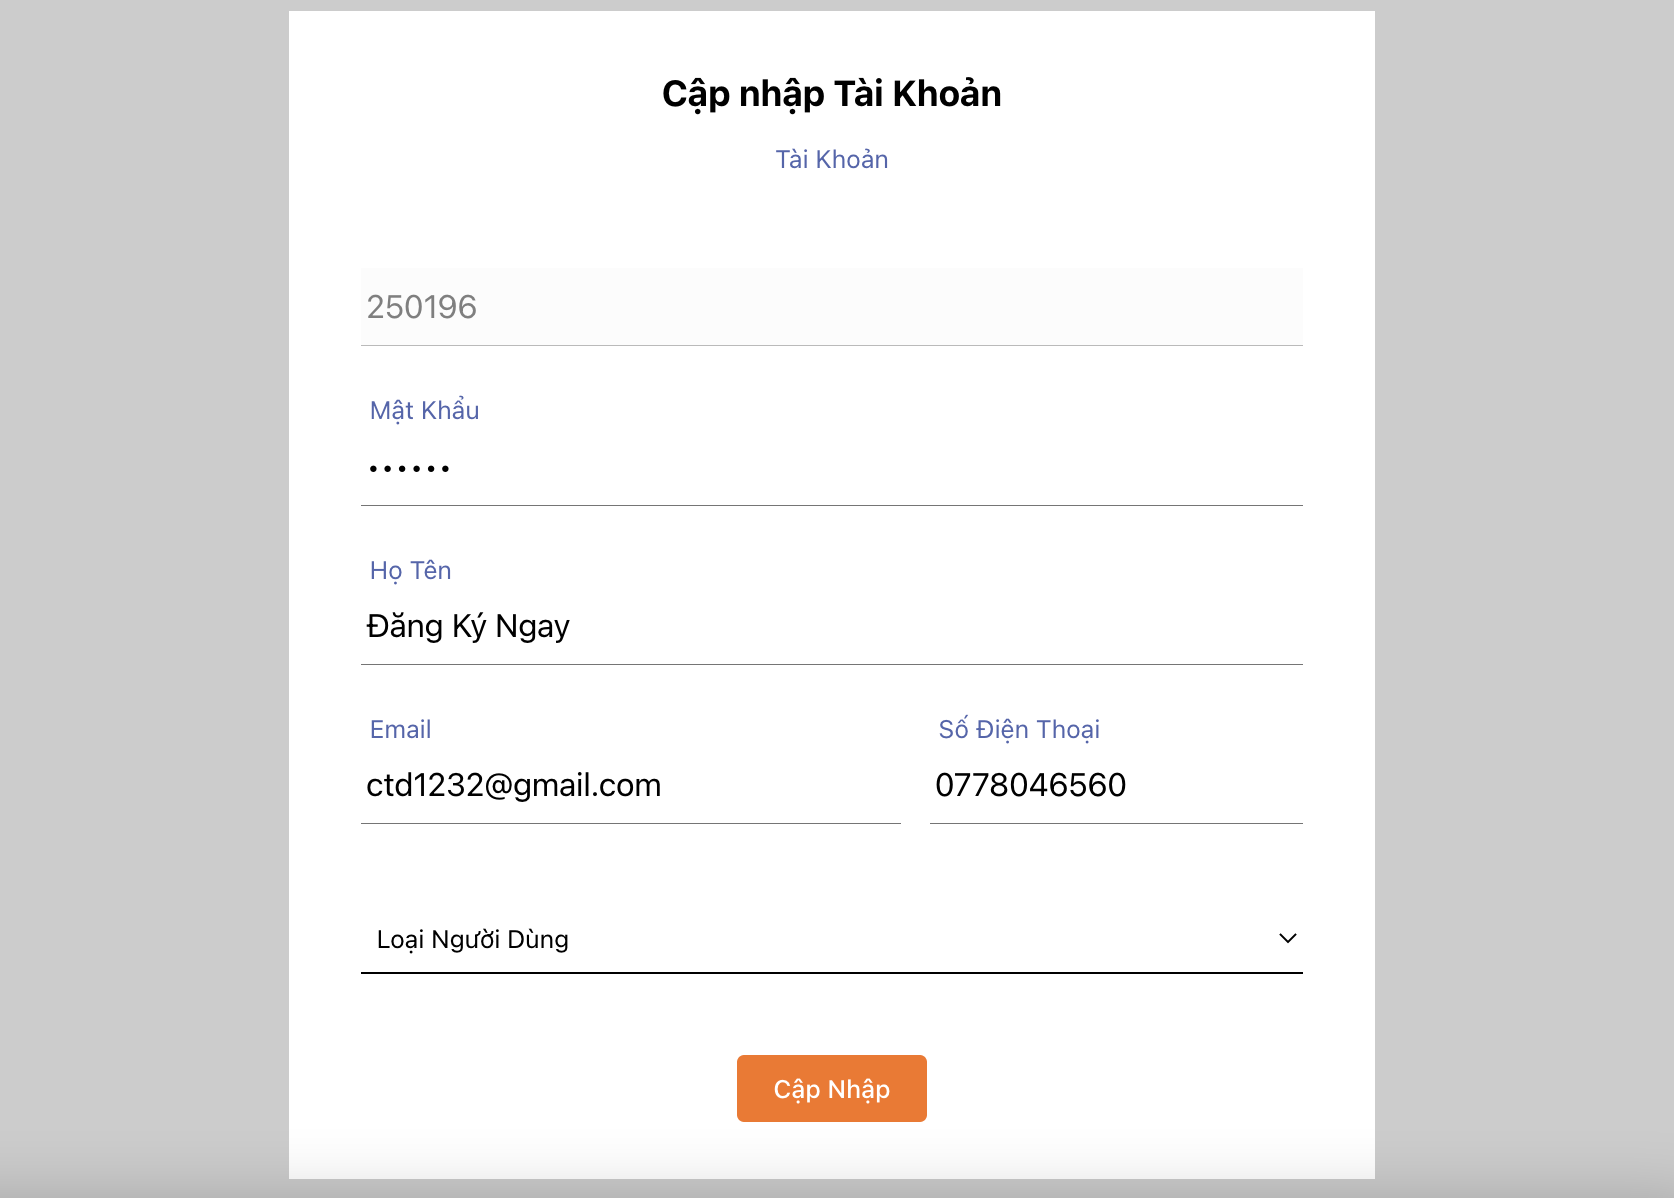 Cập nhập Tài Khoản
Tài Khoản
250196
Mật Khẩu
••••••
Họ Tên
Đăng Ký Ngay
Email
Số Điện Thoại
ctd1232@gmail.com
0778046560
Loại Người Dùng
Cập Nhập